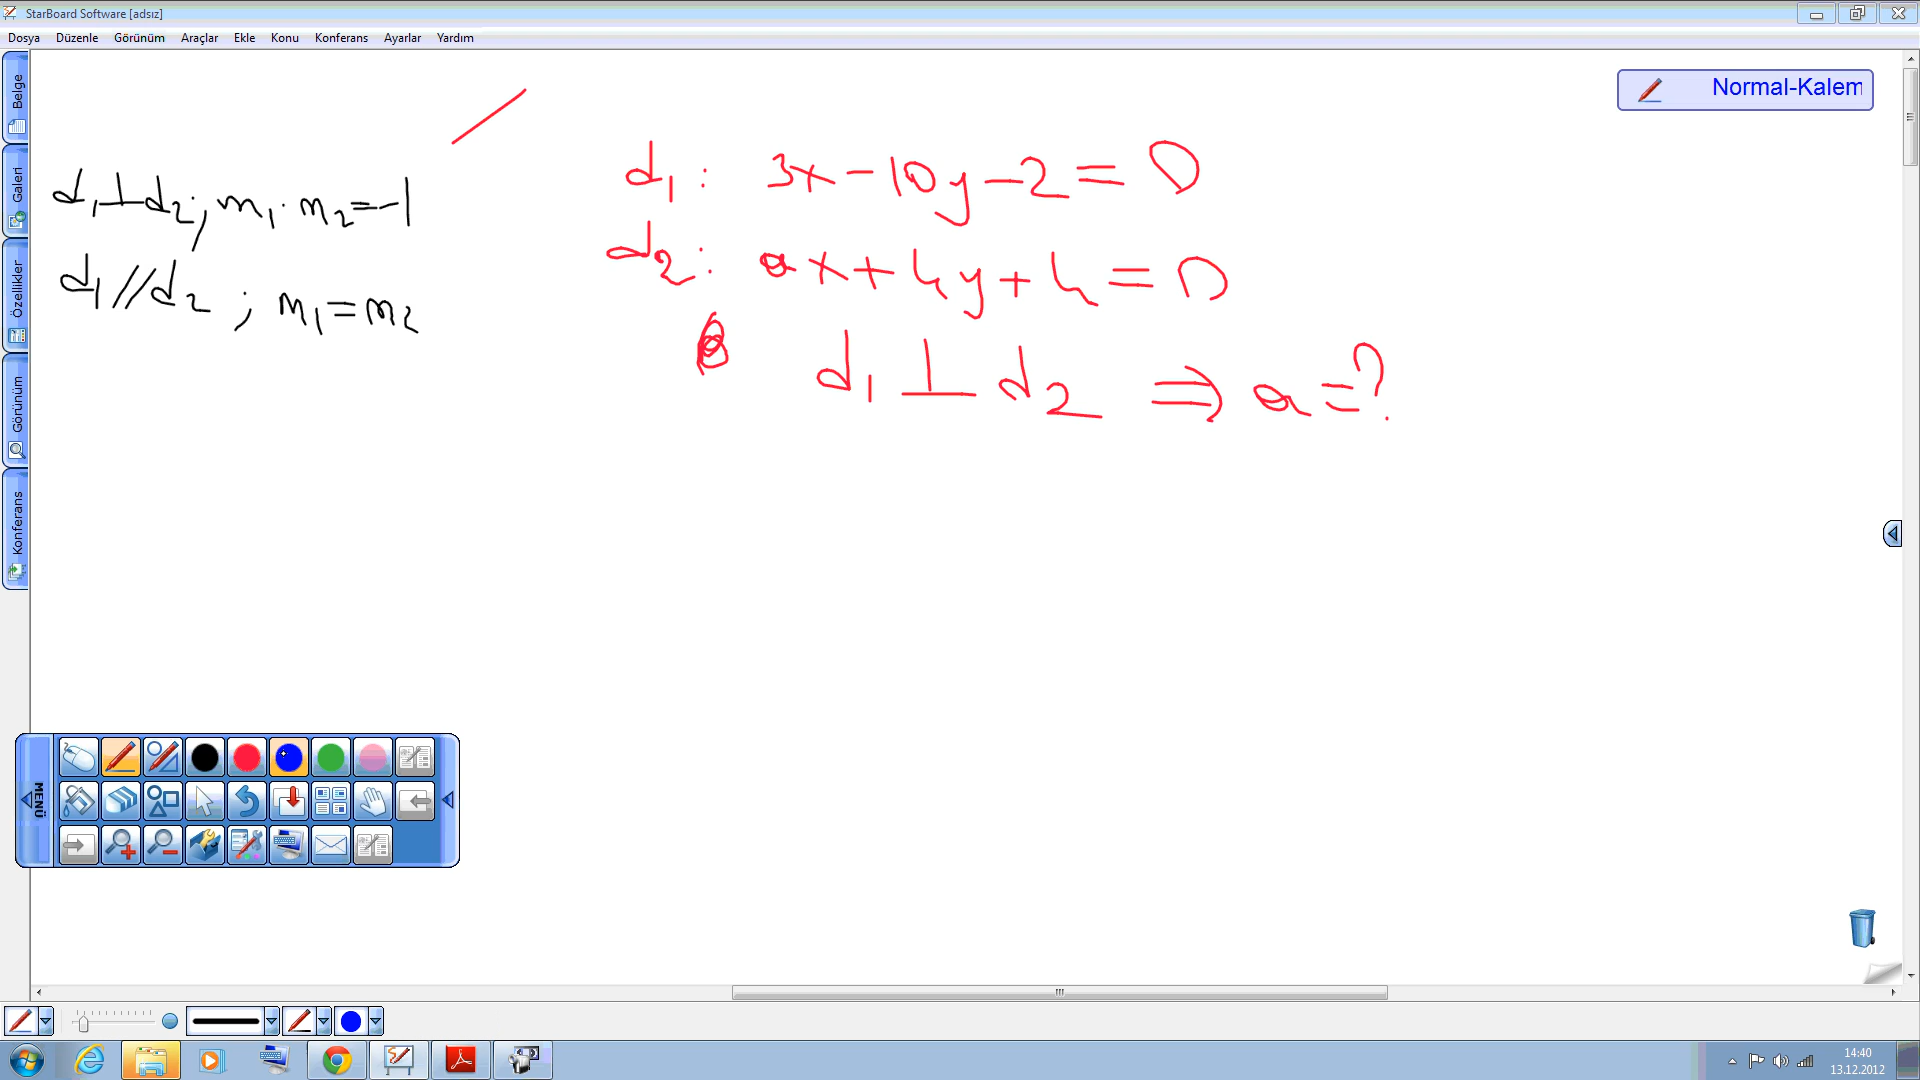 StarBoard Software [adsız]
Dosya Düzenle Görünüm Araçlar Ekle Konu Konferans Ayarlar Yardım
Belge
Galeri
Özellikler
Görünüm
Konferans
Normal-Kalem
d1⊥d2; m1·m2=-1
d1//d2; m1=m2
d1: 3x-10y-2=0
d2: ax+4y+4=0
d1⊥d2 ⇒ a=?
MENÜ
14:40
13.12.2012